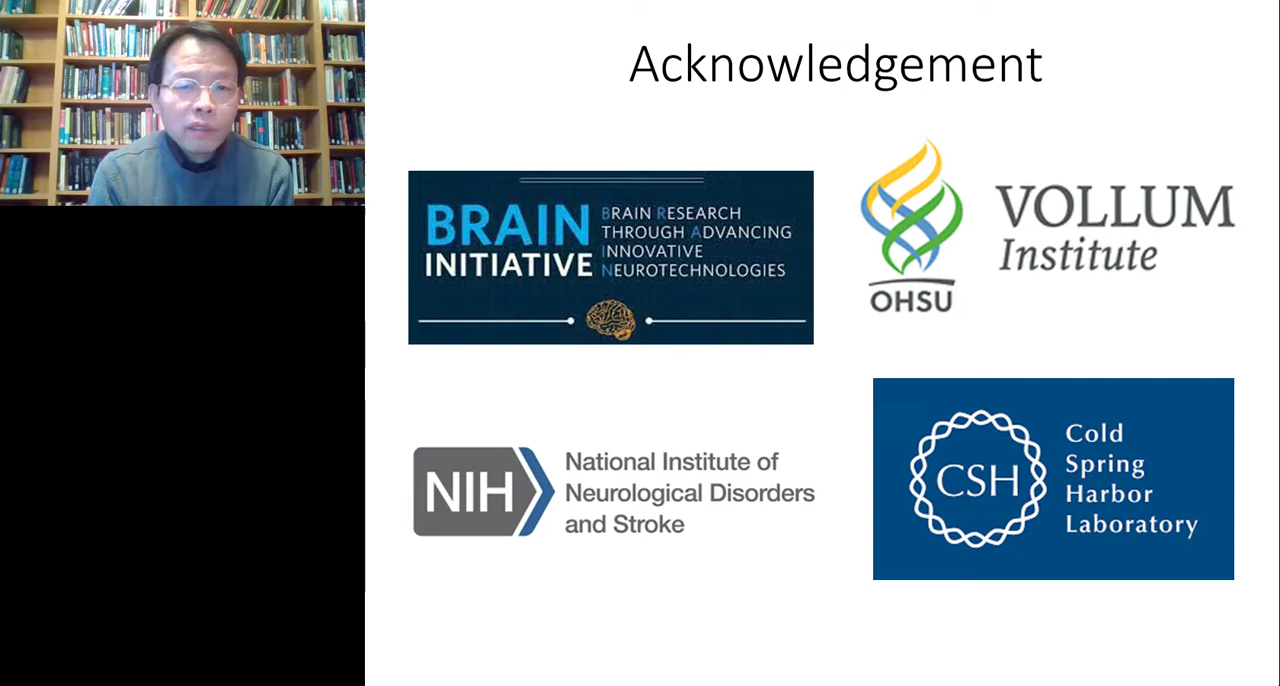 Acknowledgement
BRAIN
INITIATIVE
BRAIN RESEARCH
THROUGH ADVANCING
INNOVATIVE
NEUROTECHNOLOGIES
OHSU
VOLLUM
Institute
NIH
National Institute of
Neurological Disorders
and Stroke
CSH
Cold
Spring
Harbor
Laboratory